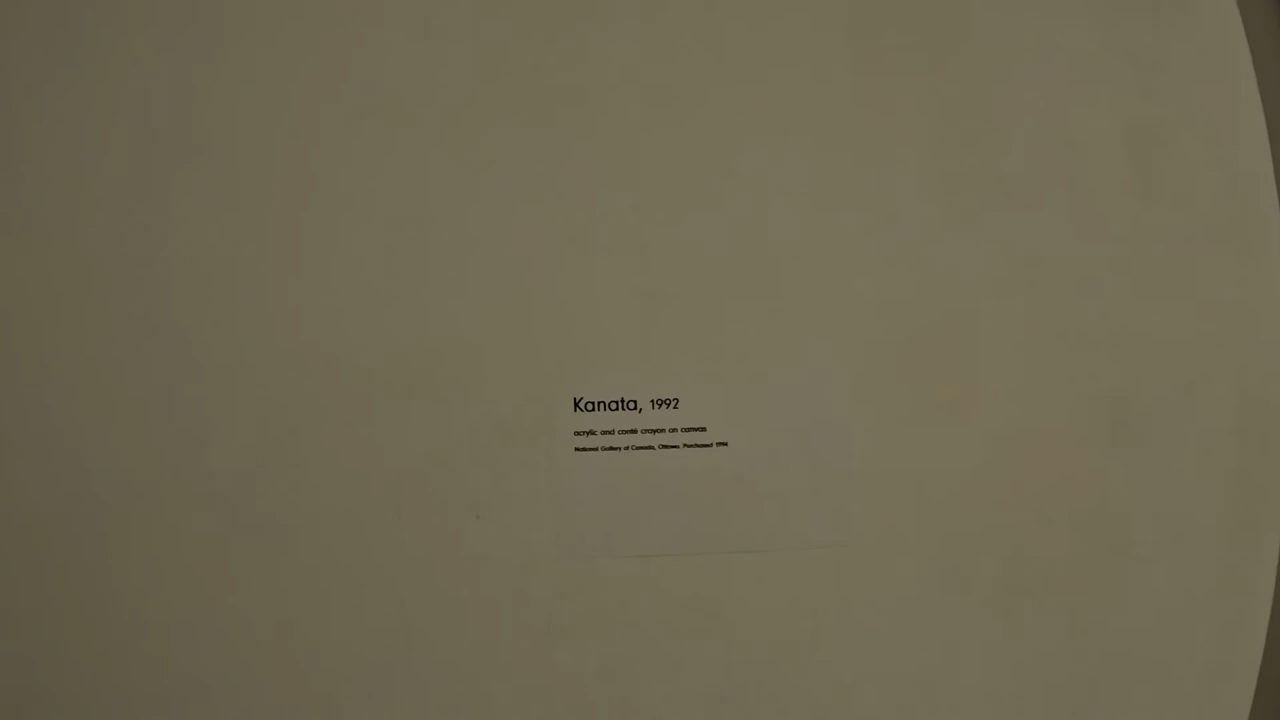 Kanata, 1992
acrylic and conté crayon on canvas
National Gallery of Canada, Ottawa. Purchased 1994